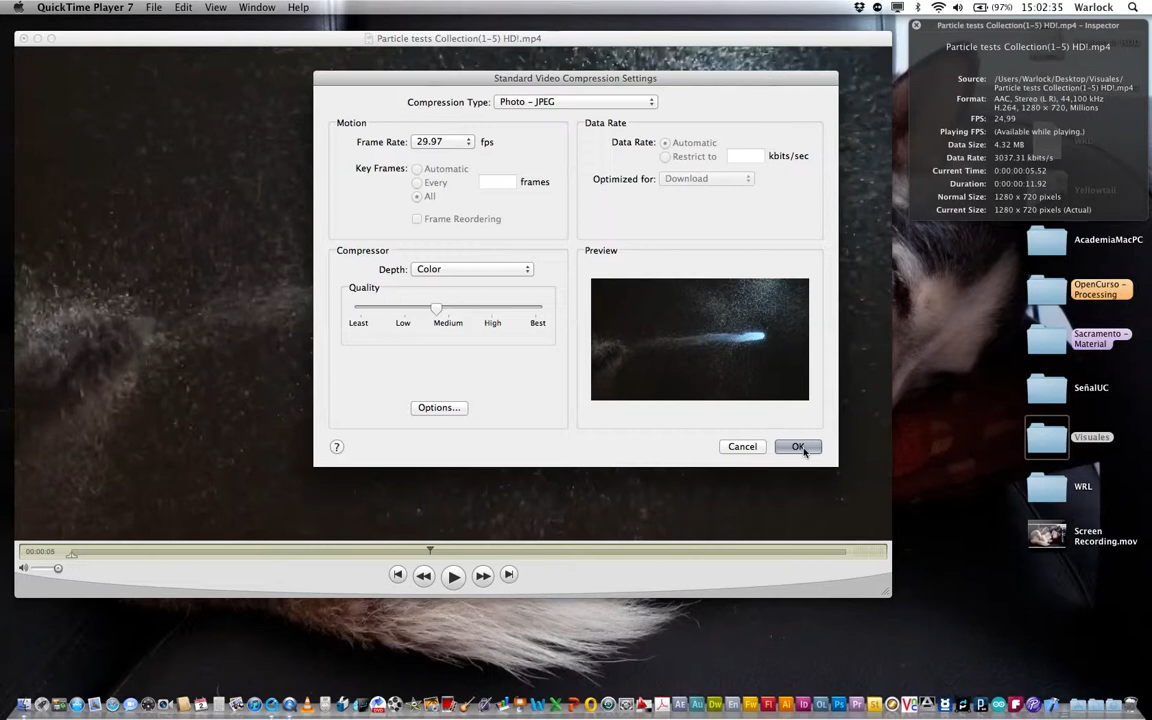 QuickTime Player 7 File Edit View Window Help (97%) 15:02:35 Warlock
Particle tests Collection(1-5) HD!.mp4
Standard Video Compression Settings
Compression Type: Photo - JPEG
Motion
Frame Rate: 29.97 fps
Key Frames: Automatic
Every frames
All
Frame Reordering
Data Rate
Data Rate: Automatic
Restrict to kbits/sec
Optimized for: Download
Compressor
Depth: Color
Quality
Least Low Medium High Best
Options...
Preview
? Cancel OK
00:00:05
Particle tests Collection(1-5) HD!.mp4 - Inspector
Particle tests Collection(1-5) HD!.mp4
Source: /Users/Warlock/Desktop/Visuales/
Particle tests Collection(1-5) HD!.mp4
Format: AAC, Stereo (L R), 44,100 kHz
H.264, 1280 x 720, Millions
FPS: 24,99
Playing FPS: (Available while playing.)
Data Size: 4.32 MB
Data Rate: 3037.31 kbits/s
Current Time: 0:00:00:05.52
Duration: 0:00:00:11.92
Normal Size: 1280 x 720 pixels
Current Size: 1280 x 720 pixels (Actual)
AcademiaMacPC
OpenCurso -
Processing
Sacramento -
Material
SeñalUC
Visuales
WRL
Screen
Recording.mov